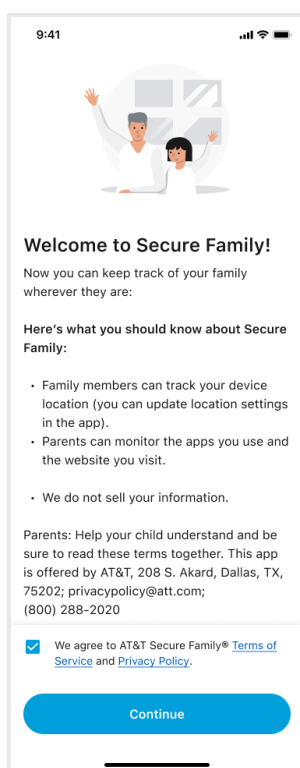 9:41
Welcome to Secure Family!
Now you can keep track of your family
wherever they are:
Here's what you should know about Secure
Family:
• Family members can track your device
location (you can update location settings
in the app).
• Parents can monitor the apps you use and
the website you visit.
• We do not sell your information.
Parents: Help your child understand and be
sure to read these terms together. This app
is offered by AT&T, 208 S. Akard, Dallas, TX,
75202; privacypolicy@att.com;
(800) 288-2020
We agree to AT&T Secure Family® Terms of
Service and Privacy Policy.
Continue